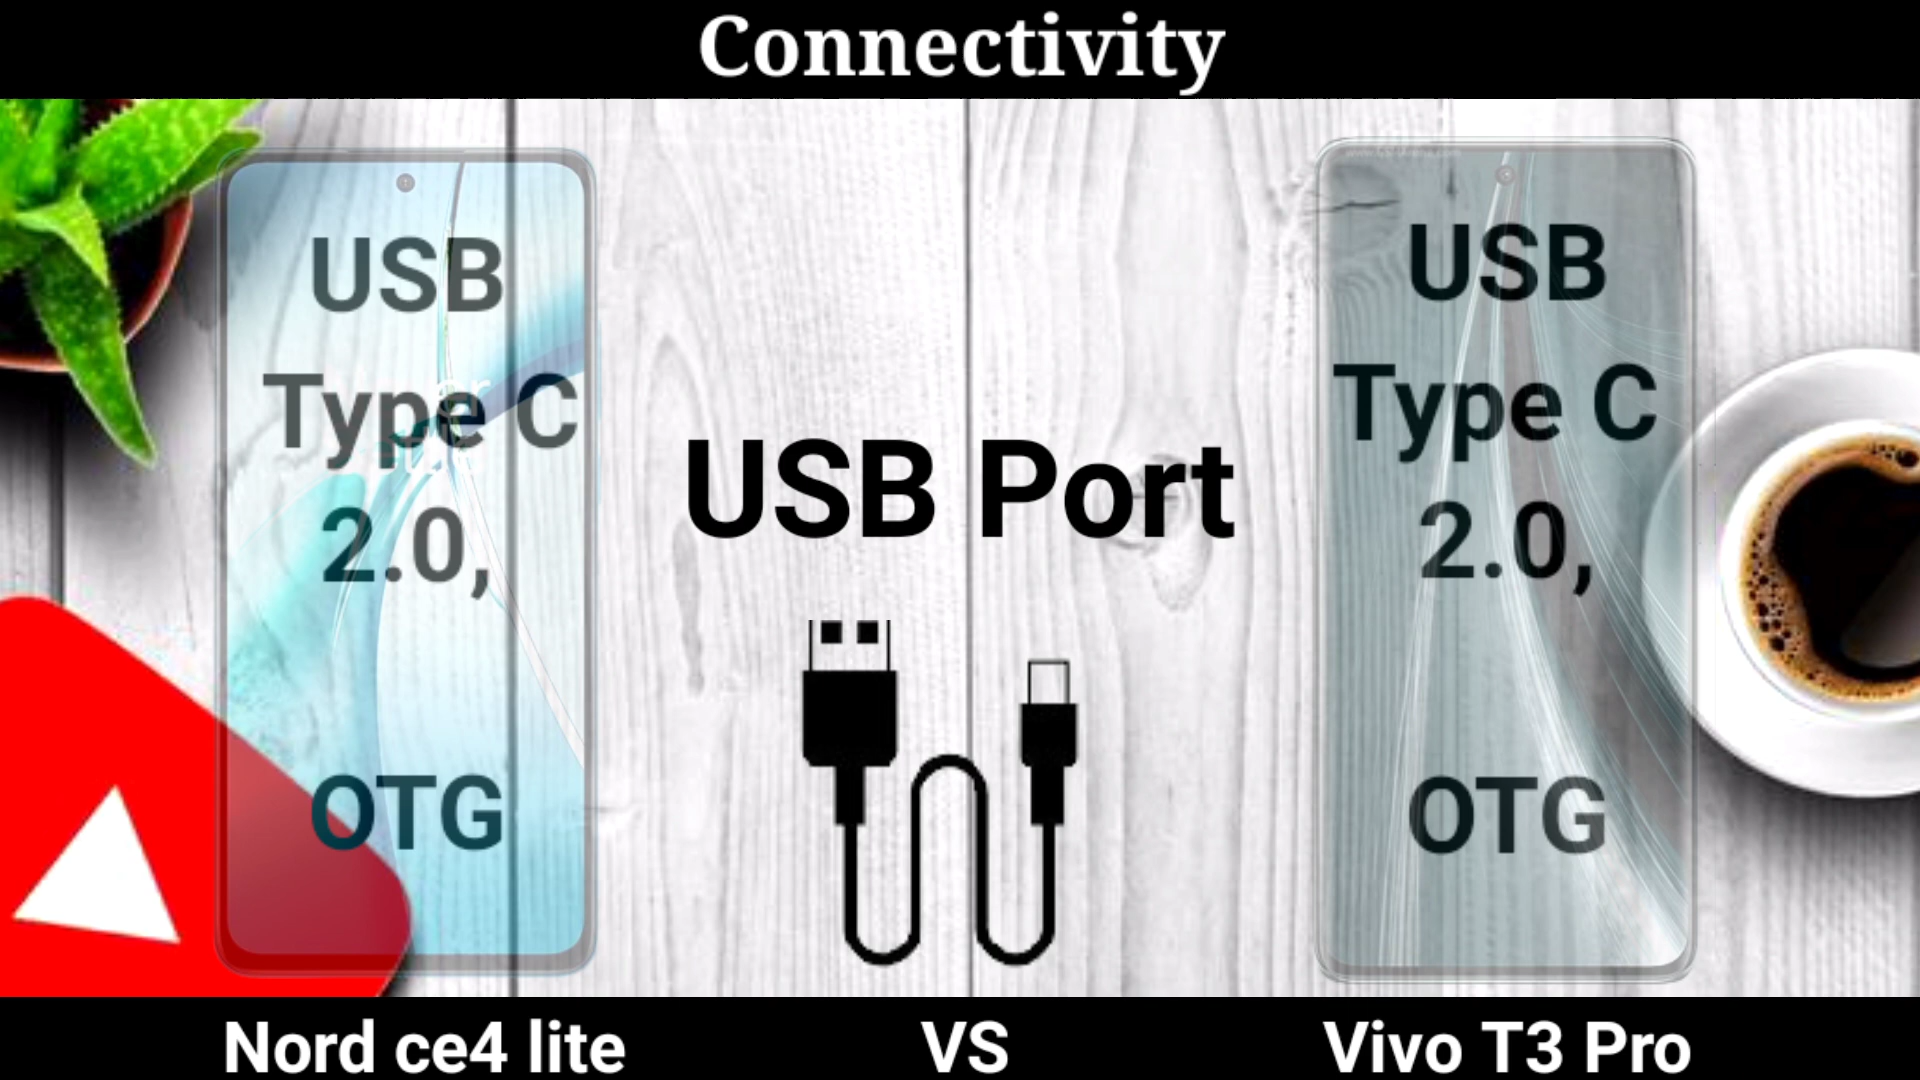 Connectivity
USB
Type C
2.0,
OTG
USB Port
USB
Type C
2.0,
OTG
Nord ce4 lite
VS
Vivo T3 Pro